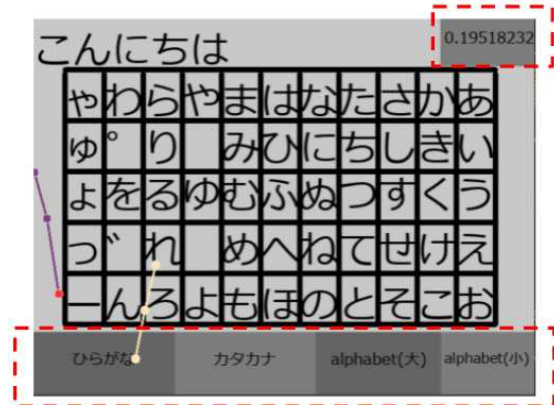 こんにちは
0.19518232
ゃわらやまはなたさかあ
ゅ゜り みひにちしきい
ょをるゆむふぬつすくう
っ゛れ めへねてせけえ
ーんろよもほのとそこお
ひらがな カタカナ alphabet(大) alphabet(小)